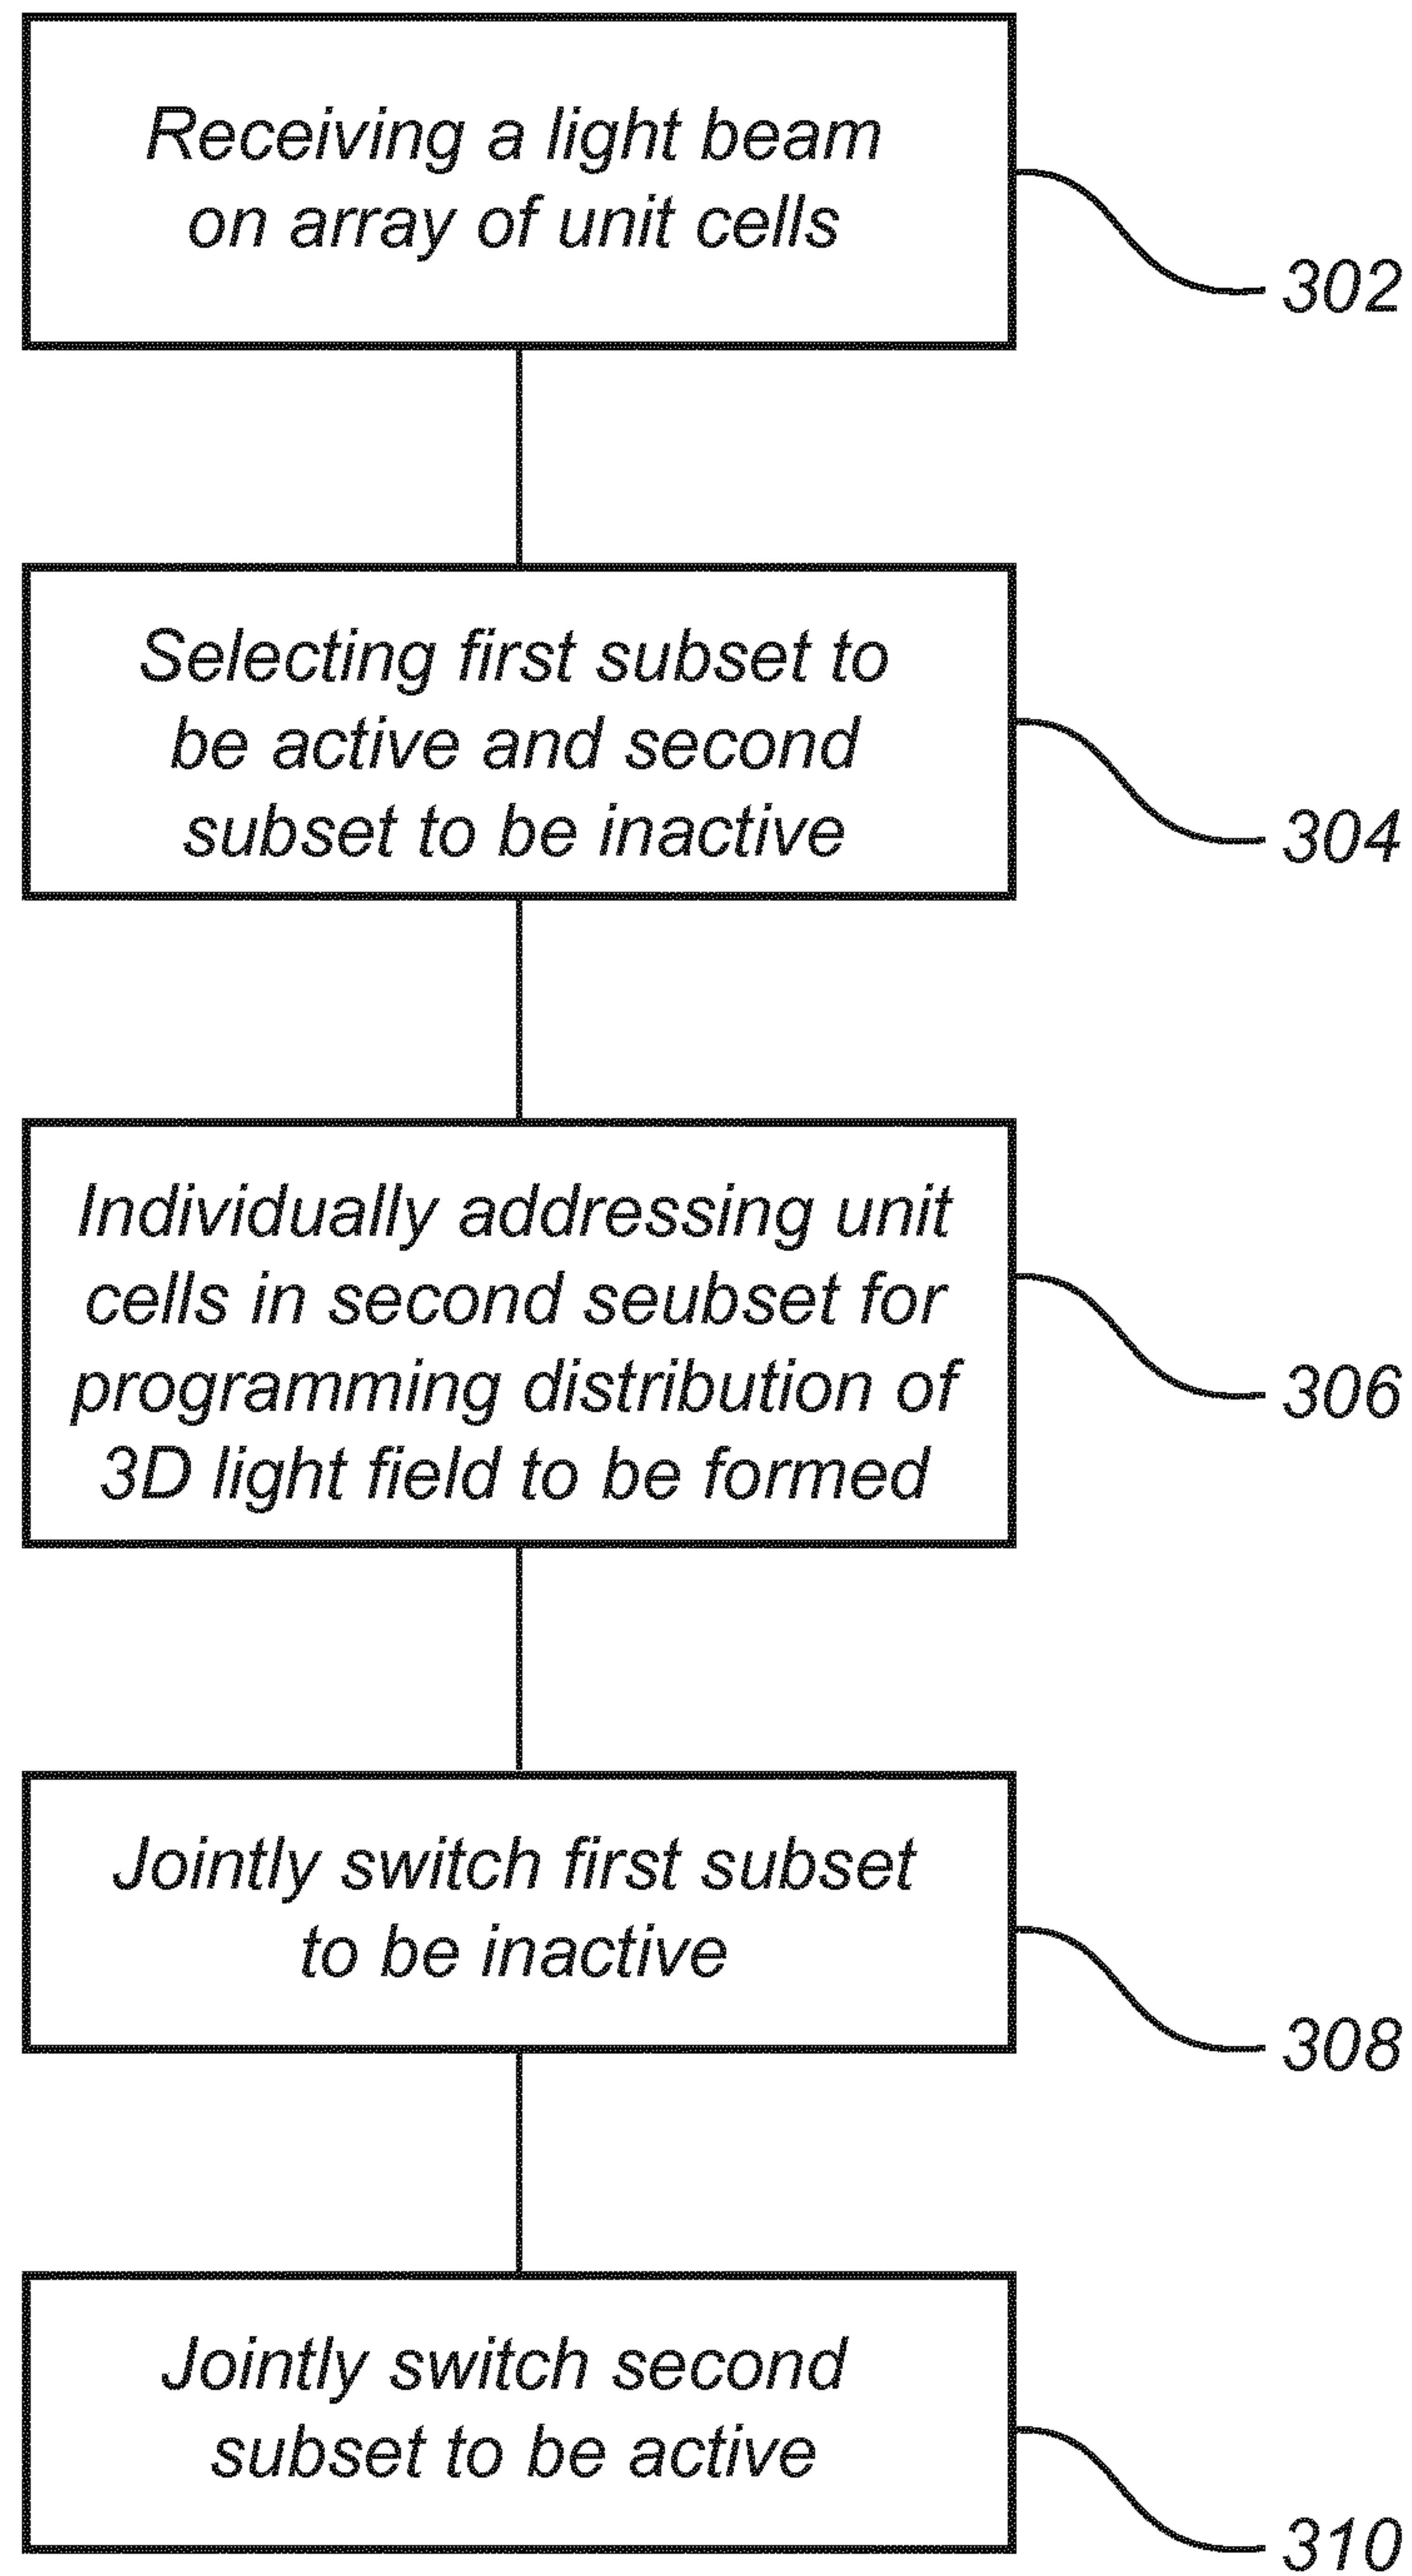 Receiving a light beam
on array of unit cells
302
Selecting first subset to
be active and second
subset to be inactive
304
Individually addressing unit
cells in second seubset for
programming distribution of
3D light field to be formed
306
Jointly switch first subset
to be inactive
308
Jointly switch second
subset to be active
310